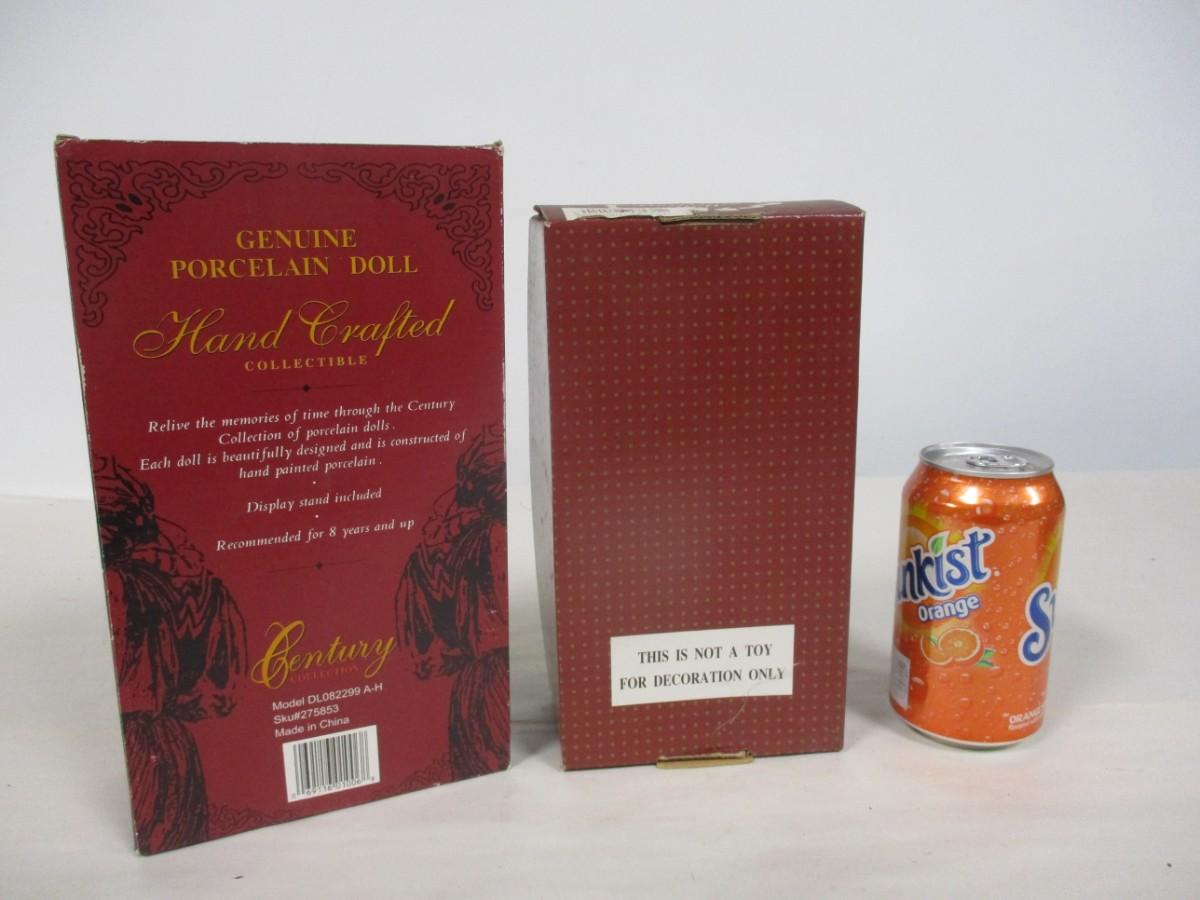 GENUINE
PORCELAIN DOLL
Hand Crafted
COLLECTIBLE
Relive the memories of time through the Century
Collection of porcelain dolls.
Each doll is beautifully designed and is constructed of
hand painted porcelain.
Display stand included
Recommended for 8 years and up
Century
COLLECTION
Model DL082299 A-H
Sku#275853
Made in China
THIS IS NOT A TOY
FOR DECORATION ONLY
nkist
Orange
S
ORANGE